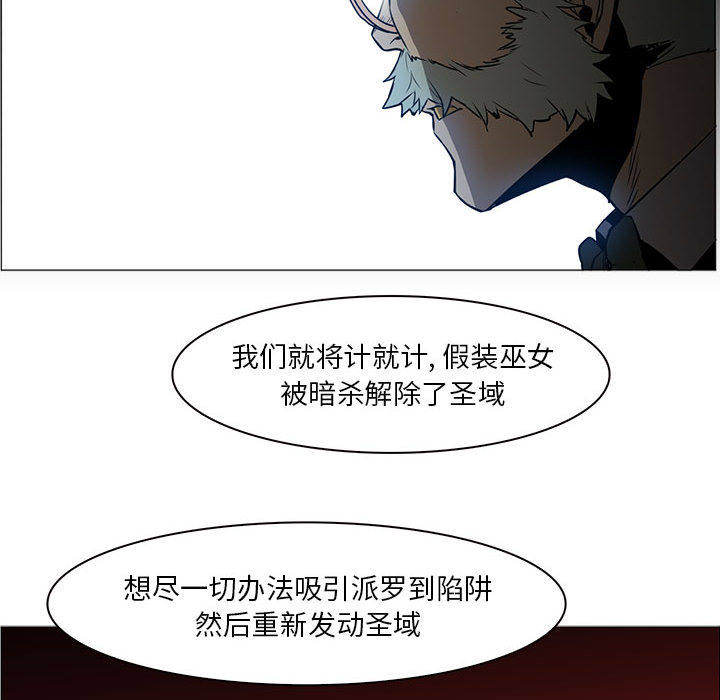 我们就将计就计,假装巫女
被暗杀解除了圣域
想尽一切办法吸引派罗到陷阱
然后重新发动圣域